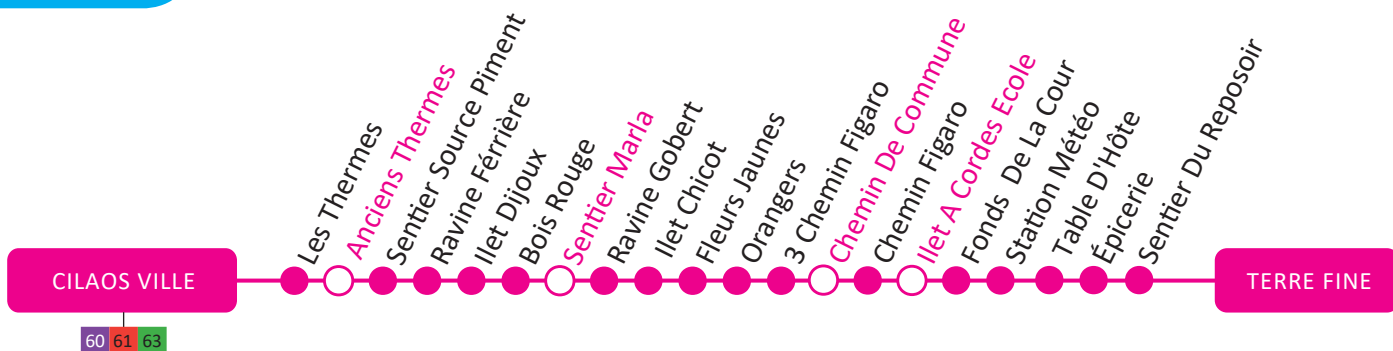 CILAOS VILLE
60 61 63
Les Thermes
Anciens Thermes
Sentier Source Piment
Ravine Férrière
Ilet Dijoux
Bois Rouge
Sentier Marla
Ravine Gobert
Ilet Chicot
Fleurs Jaunes
Orangers
3 Chemin Figaro
Chemin De Commune
Chemin Figaro
Ilet A Cordes Ecole
Fonds De La Cour
Station Météo
Table D'Hôte
Épicerie
Sentier Du Reposoir
TERRE FINE